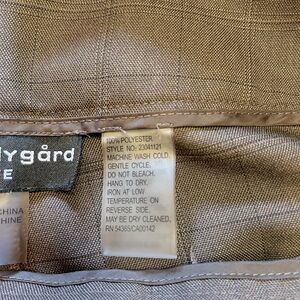 lygård
E
CHINA
HINE
100% POLYESTER
STYLE NO: 23041121
MACHINE WASH COLD,
GENTLE CYCLE.
DO NOT BLEACH.
HANG TO DRY.
IRON AT LOW
TEMPERATURE ON
REVERSE SIDE.
MAY BE DRY CLEANED.
RN 54365/CA00142